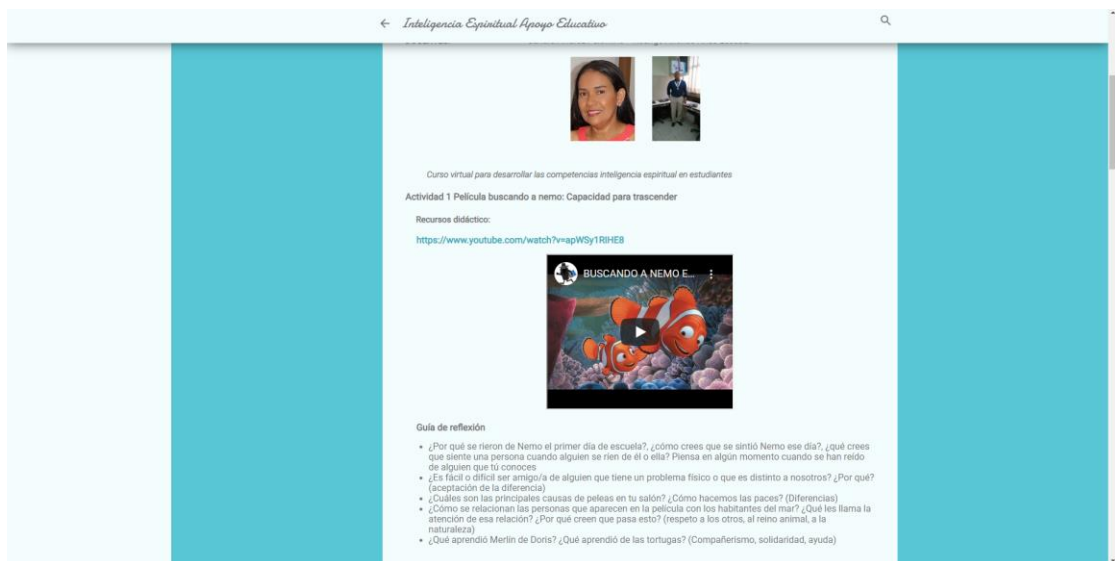 Inteligencia Espiritual Apoyo Educativo
Curso virtual para desarrollar las competencias inteligencia espiritual en estudiantes
Actividad 1 Película buscando a nemo: Capacidad para trascender
Recursos didáctico:
https://www.youtube.com/watch?v=apWSy1RIHE8
BUSCANDO A NEMO E...
Guía de reflexión
• ¿Por qué se rieron de Nemo el primer día de escuela?, ¿cómo crees que se sintió Nemo ese día?, ¿qué crees
que siente una persona cuando alguien se rien de él o ella? Piensa en algún momento cuando se han reído
de alguien que tú conoces
• ¿Es fácil o difícil ser amigo/a de alguien que tiene un problema físico o que es distinto a nosotros? ¿Por qué?
(aceptación de la diferencia)
• ¿Cuáles son las principales causas de peleas en tu salón? ¿Cómo hacemos las paces? (Diferencias)
• ¿Cómo se relacionan las personas que aparecen en la película con los habitantes del mar? ¿Qué les llama la
atención de esa relación? ¿Por qué creen que pasa esto? (respeto a los otros, al reino animal, a la
naturaleza)
• ¿Qué aprendió Merlín de Doris? ¿Qué aprendió de las tortugas? (Compañerismo, solidaridad, ayuda)